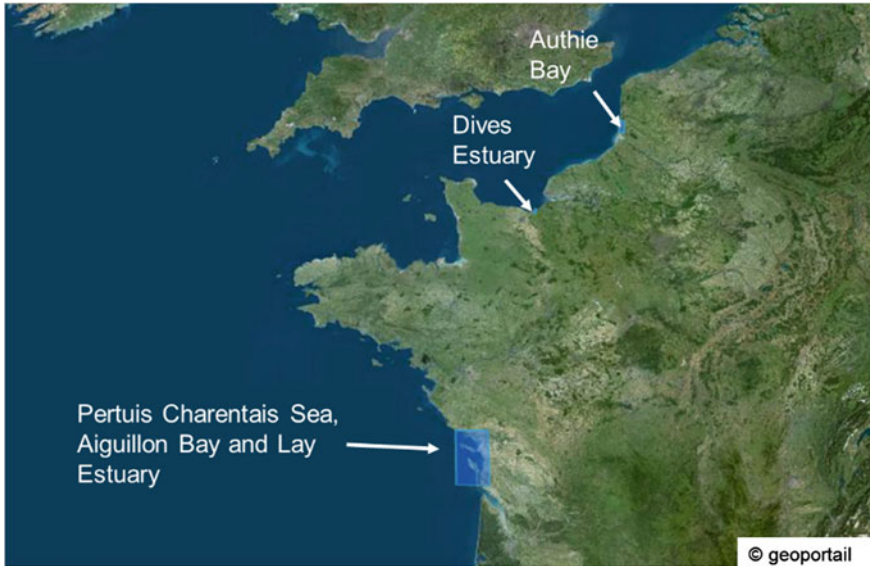 Authie
Bay
Dives
Estuary
Pertuis Charentais Sea,
Aiguillon Bay and Lay
Estuary
© geoportail